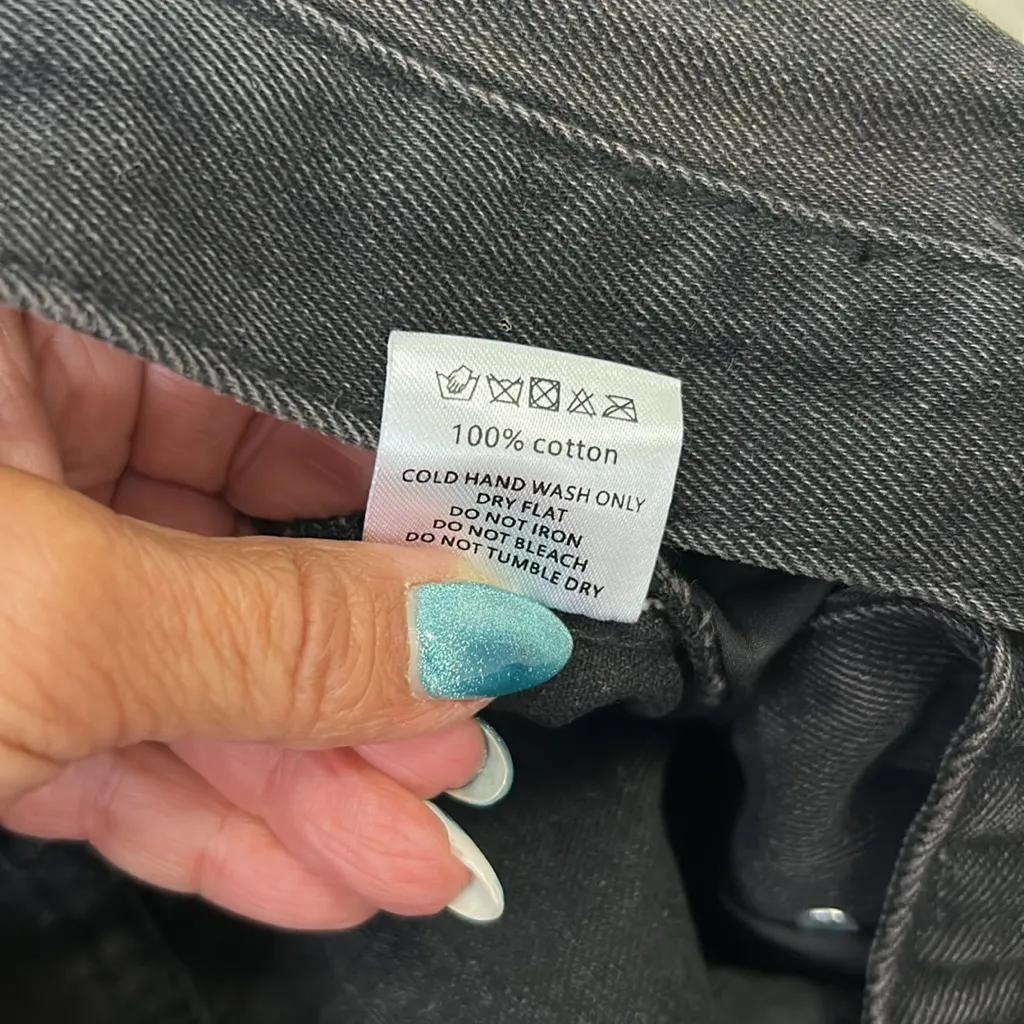 100% cotton
COLD HAND WASH ONLY
DRY FLAT
DO NOT IRON
DO NOT BLEACH
DO NOT TUMBLE DRY